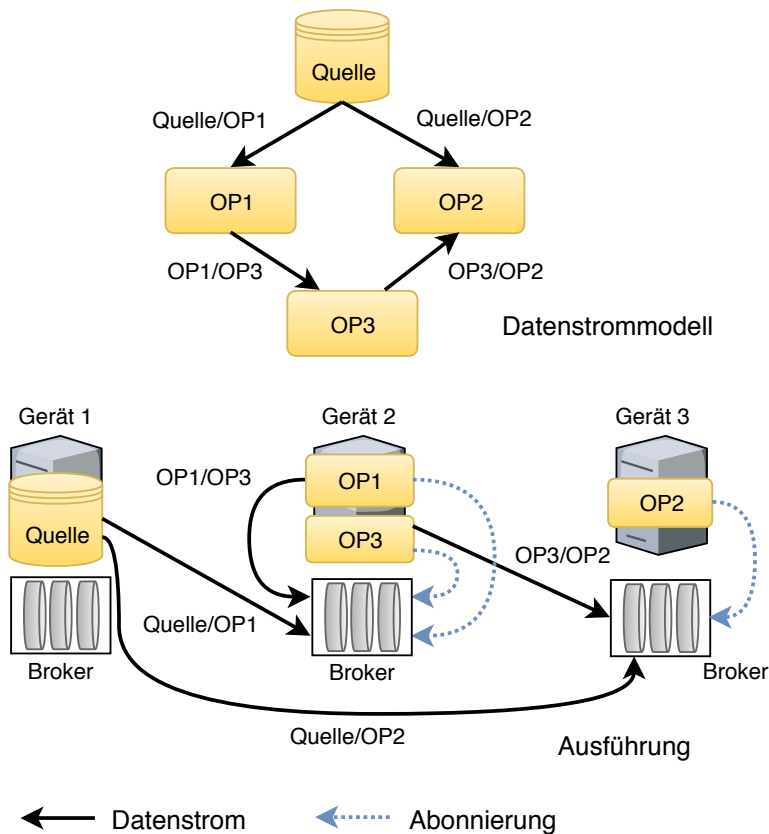 Quelle
Quelle/OP1
Quelle/OP2
OP1
OP2
OP1/OP3
OP3/OP2
OP3
Datenstrommodell
Gerät 1
Gerät 2
Gerät 3
OP1/OP3
OP1
OP2
Quelle
OP3
OP3/OP2
Quelle/OP1
Broker
Broker
Broker
Quelle/OP2
Ausführung
Datenstrom
Abonnierung